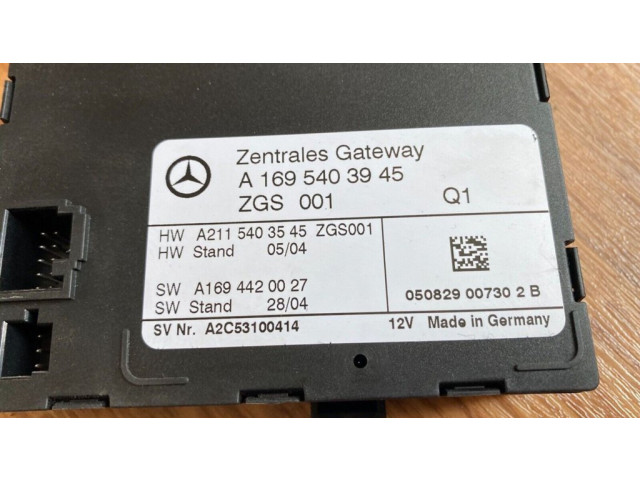 Zentrales Gateway
A 169 540 39 45
ZGS 001 Q1
HW A211 540 35 45 ZGS001
HW Stand 05/04
SW A169 442 00 27
SW Stand 28/04
050829 00730 2 B
SV Nr. A2C53100414 12V Made in Germany